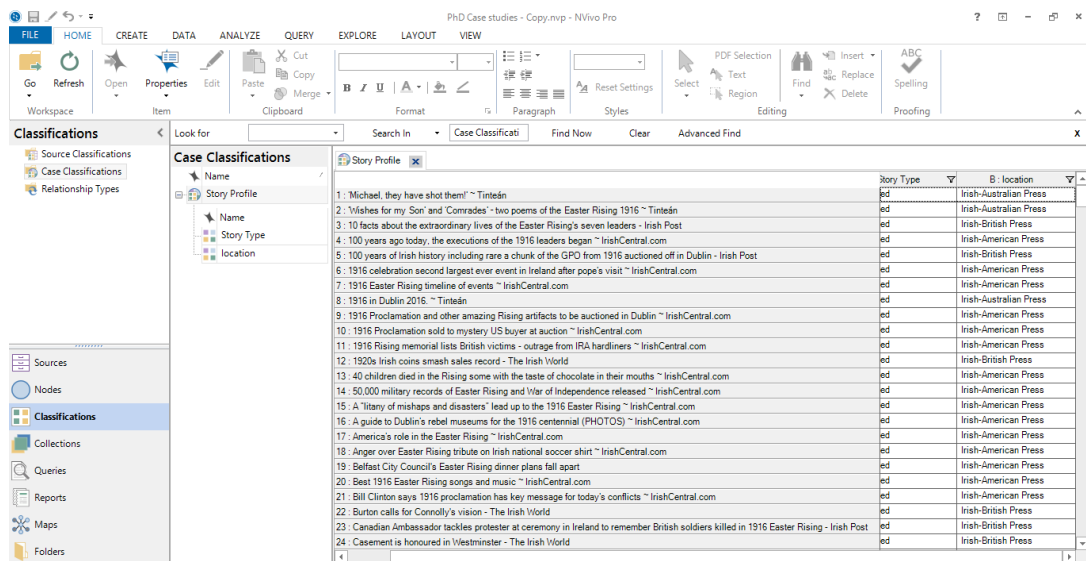 PhD Case studies - Copy.nvp - NVivo Pro
FILE HOME CREATE DATA ANALYZE QUERY EXPLORE LAYOUT VIEW
Go Refresh Open Properties Edit Paste Cut Copy Merge
B I U A Reset Settings
Select PDF Selection Text Region Find Insert Replace Delete ABC Spelling
Workspace Item Clipboard Format Paragraph Styles Editing Proofing
Classifications
Look for Search In Case Classificati Find Now Clear Advanced Find X
Source Classifications
Case Classifications
Relationship Types
Sources
Nodes
Classifications
Collections
Queries
Reports
Maps
Folders
Case Classifications
Name
Story Profile
Name
Story Type
location
Story Profile
Story Type B : location
1 : 'Michael, they have shot them!' ~ Tinteán ed Irish-Australian Press
2 : 'Wishes for my Son' and 'Comrades' - two poems of the Easter Rising 1916 ~ Tinteán ed Irish-Australian Press
3 : 10 facts about the extraordinary lives of the Easter Rising's seven leaders - Irish Post ed Irish-British Press
4 : 100 years ago today, the executions of the 1916 leaders began ~ IrishCentral.com ed Irish-American Press
5 : 100 years of Irish history including rare a chunk of the GPO from 1916 auctioned off in Dublin - Irish Post ed Irish-British Press
6 : 1916 celebration second largest ever event in Ireland after pope's visit ~ IrishCentral.com ed Irish-American Press
7 : 1916 Easter Rising timeline of events ~ IrishCentral.com ed Irish-American Press
8 : 1916 in Dublin 2016. ~ Tinteán ed Irish-Australian Press
9 : 1916 Proclamation and other amazing Rising artifacts to be auctioned in Dublin ~ IrishCentral.com ed Irish-American Press
10 : 1916 Proclamation sold to mystery US buyer at auction ~ IrishCentral.com ed Irish-American Press
11 : 1916 Rising memorial lists British victims - outrage from IRA hardliners ~ IrishCentral.com ed Irish-American Press
12 : 1920s Irish coins smash sales record - The Irish World ed Irish-British Press
13 : 40 children died in the Rising some with the taste of chocolate in their mouths ~ IrishCentral.com ed Irish-American Press
14 : 50,000 military records of Easter Rising and War of Independence released ~ IrishCentral.com ed Irish-American Press
15 : A "litany of mishaps and disasters" lead up to the 1916 Easter Rising ~ IrishCentral.com ed Irish-American Press
16 : A guide to Dublin's rebel museums for the 1916 centennial (PHOTOS) ~ IrishCentral.com ed Irish-American Press
17 : America's role in the Easter Rising ~ IrishCentral.com ed Irish-American Press
18 : Anger over Easter Rising tribute on Irish national soccer shirt ~ IrishCentral.com ed Irish-American Press
19 : Belfast City Council's Easter Rising dinner plans fall apart ed Irish-British Press
20 : Best 1916 Easter Rising songs and music ~ IrishCentral.com ed Irish-American Press
21 : Bill Clinton says 1916 proclamation has key message for today's conflicts ~ IrishCentral.com ed Irish-American Press
22 : Burton calls for Connolly's vision - The Irish World ed Irish-British Press
23 : Canadian Ambassador tackles protester at ceremony in Ireland to remember British soldiers killed in 1916 Easter Rising - Irish Post ed Irish-British Press
24 : Casement is honoured in Westminster - The Irish World ed Irish-British Press